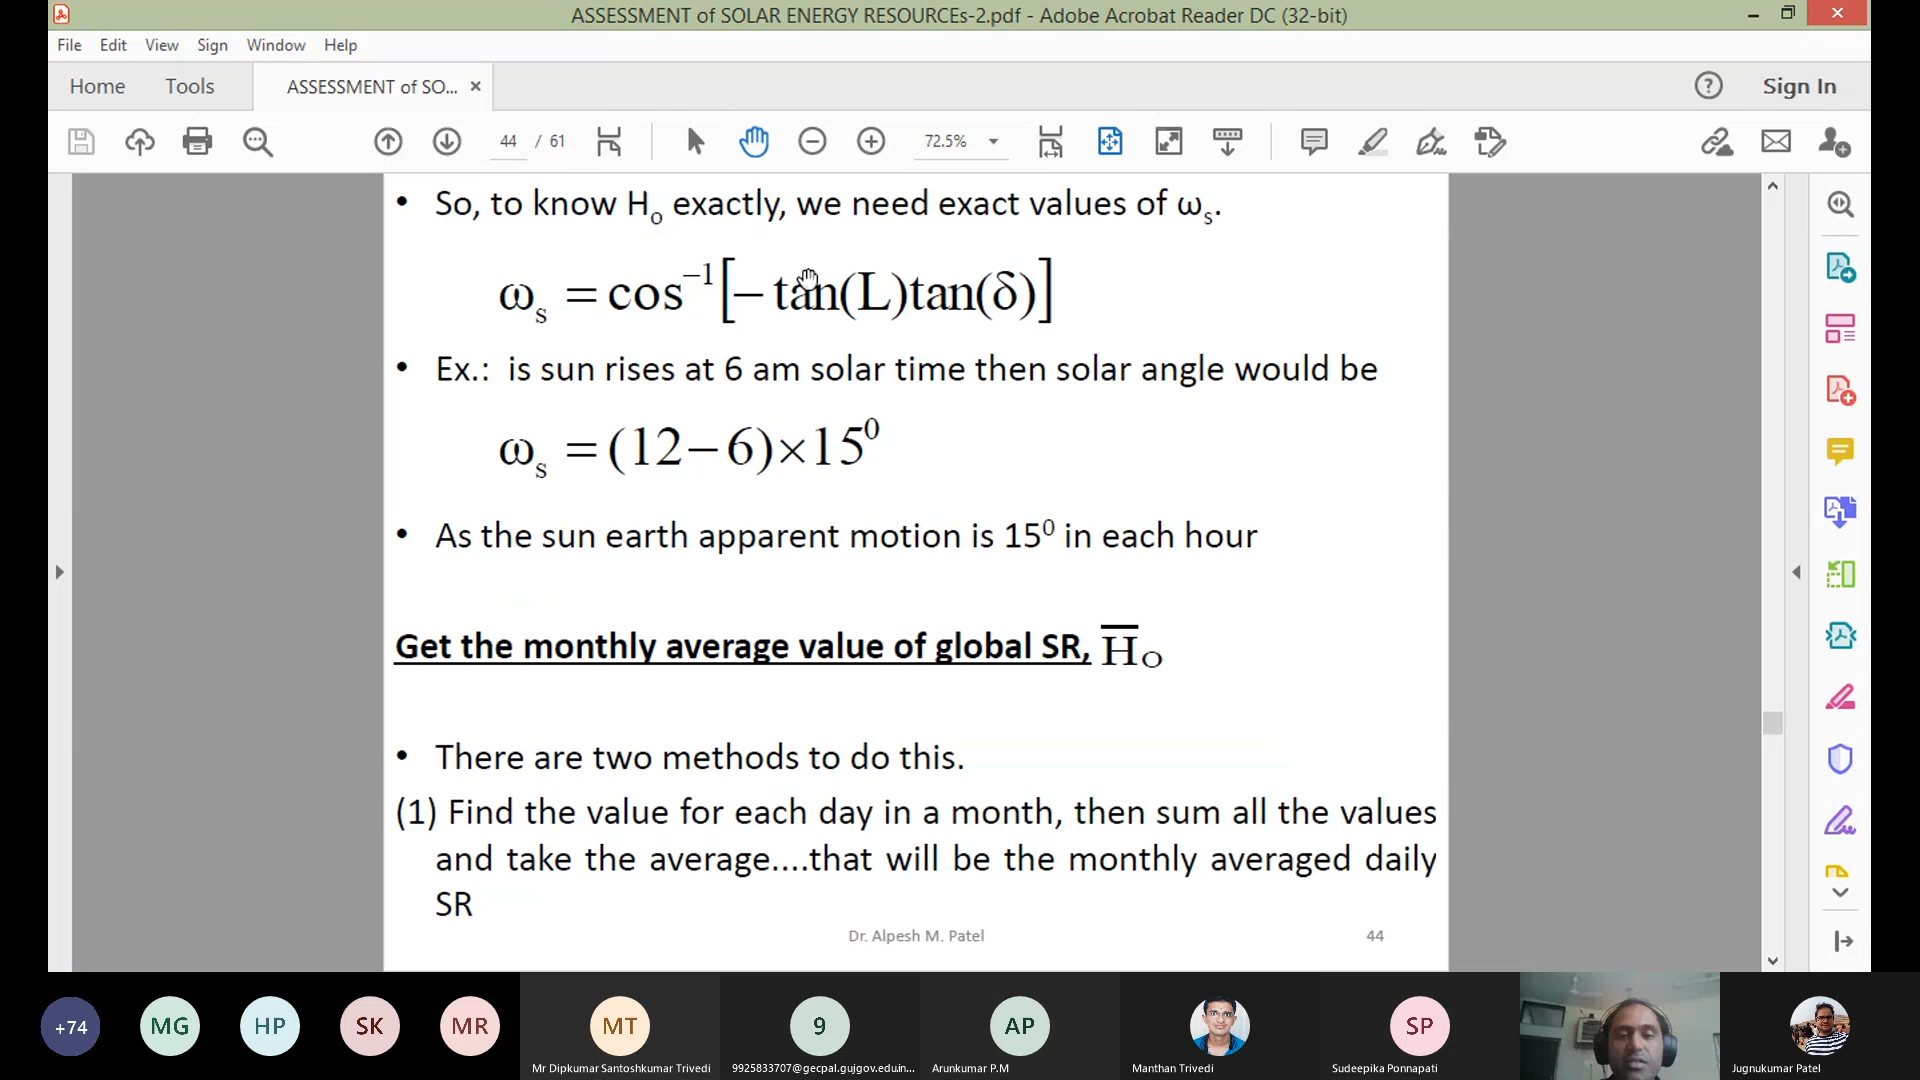 ASSESSMENT of SOLAR ENERGY RESOURCEs-2.pdf - Adobe Acrobat Reader DC (32-bit)
File Edit View Sign Window Help
Home Tools ASSESSMENT of SO... × Sign In
44 / 61 72.5%
• So, to know Hₒ exactly, we need exact values of ωₛ.
ωₛ = cos⁻¹[− tan(L)tan(δ)]
• Ex.: is sun rises at 6 am solar time then solar angle would be
ωₛ = (12−6)×15⁰
• As the sun earth apparent motion is 15⁰ in each hour
Get the monthly average value of global SR, H̅ₒ
• There are two methods to do this.
(1) Find the value for each day in a month, then sum all the values
and take the average....that will be the monthly averaged daily
SR
Dr. Alpesh M. Patel 44
+74 MG HP SK MR MT 9 AP SP
Mr Dipkumar Santoshkumar Trivedi 9925833707@gecpal.gujgov.eduin... Arunkumar P.M Manthan Trivedi Sudeepika Ponnapati Jugnukumar Patel